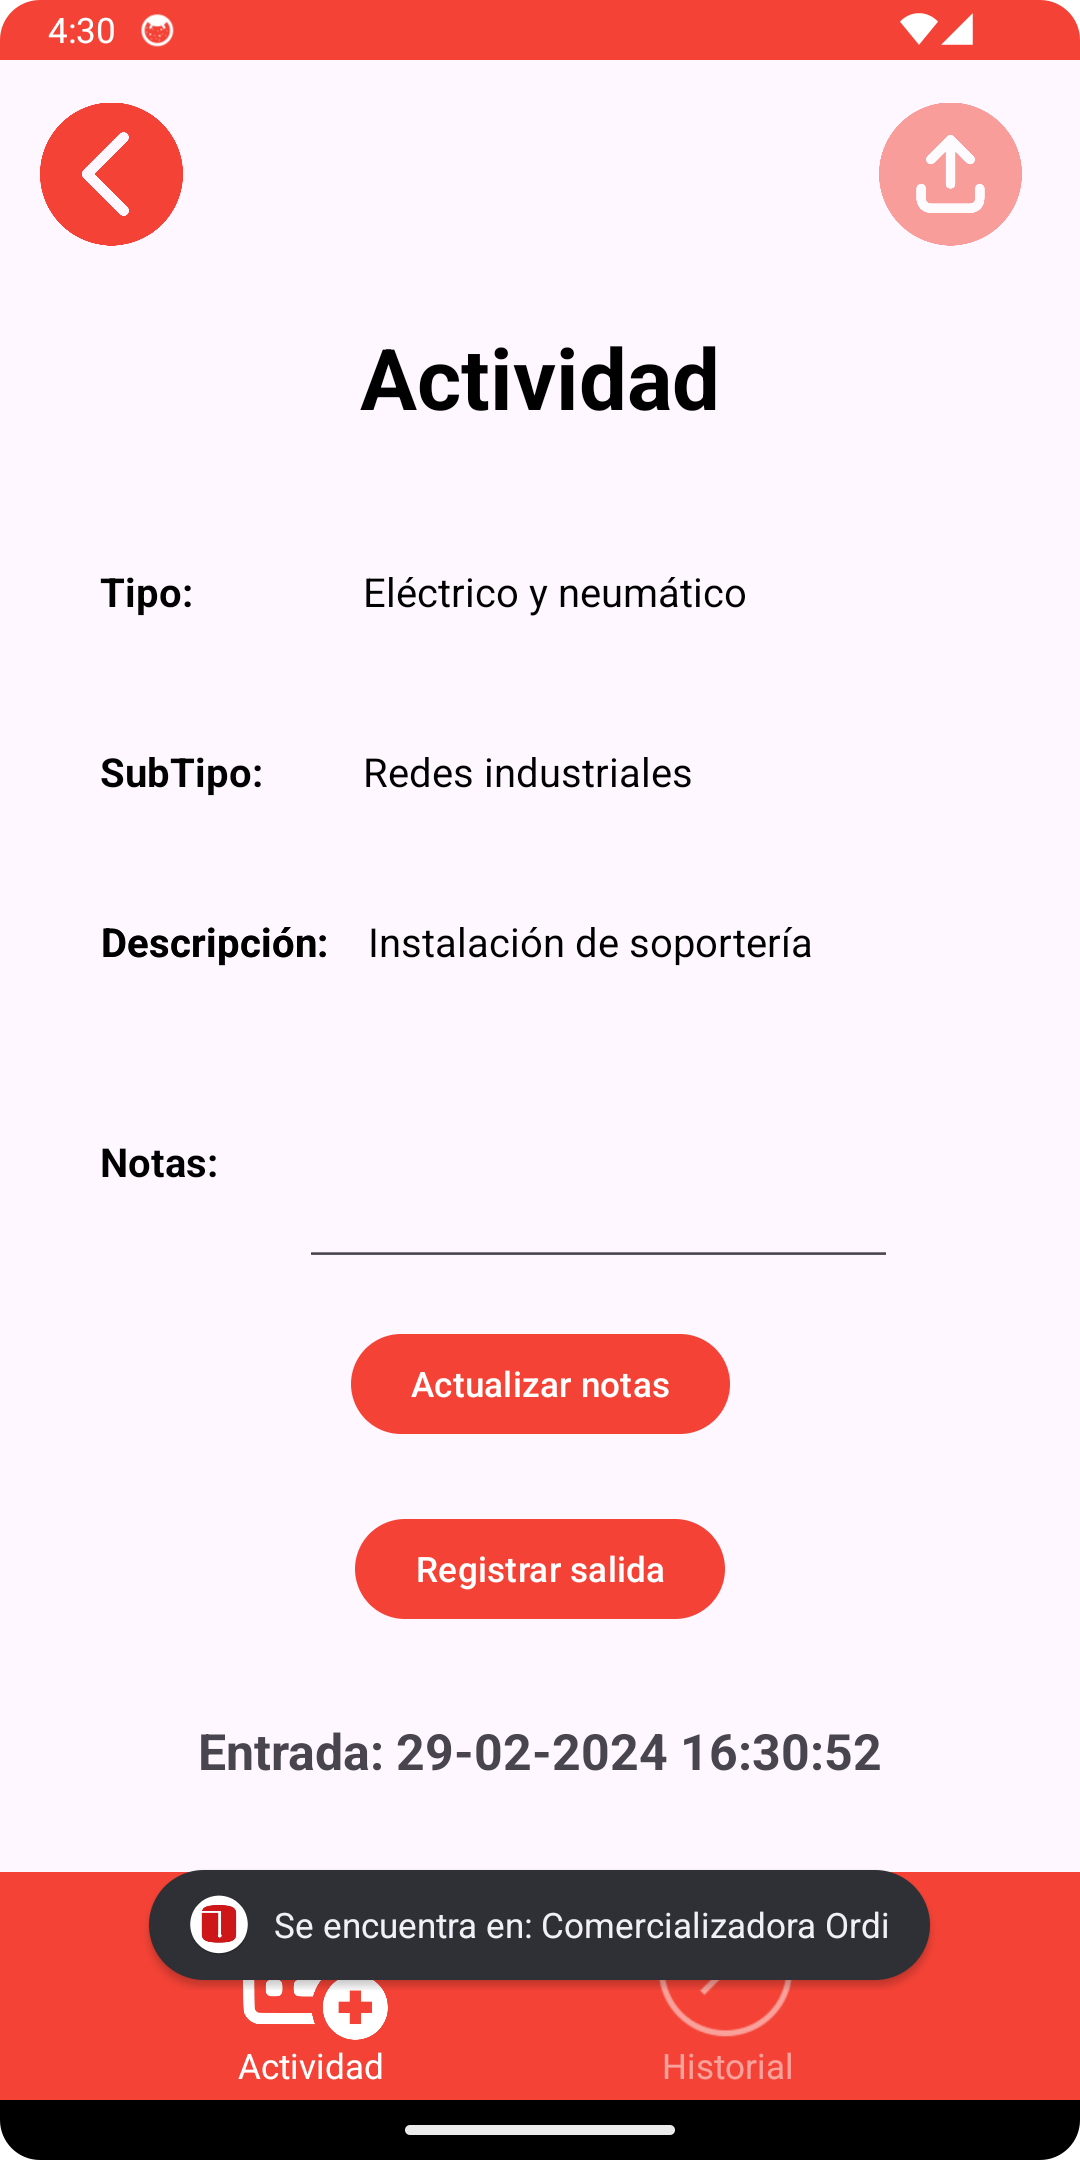 4:30
Actividad
Tipo: Eléctrico y neumático
SubTipo: Redes industriales
Descripción: Instalación de soportería
Notas:
Actualizar notas
Registrar salida
Entrada: 29-02-2024 16:30:52
Se encuentra en: Comercializadora Ordi
Actividad Historial